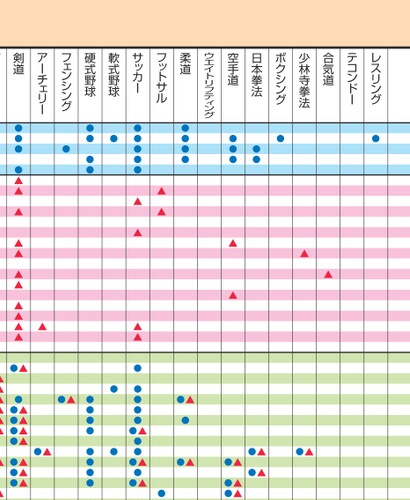 剣道
アーチェリー
フェンシング
硬式野球
軟式野球
サッカー
フットサル
柔道
ウエイトリフティング
空手道
日本拳法
ボクシング
少林寺拳法
合気道
テコンドー
レスリング